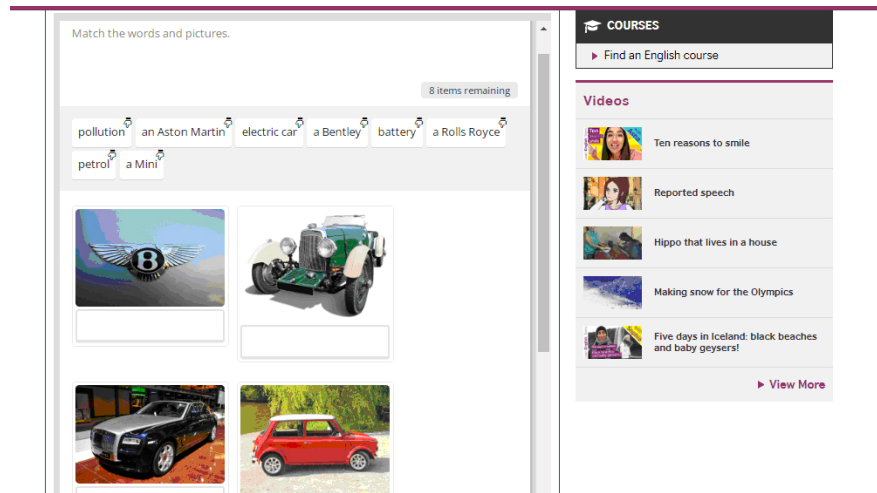 Match the words and pictures.
8 items remaining
pollution an Aston Martin electric car a Bentley battery a Rolls Royce
petrol a Mini
B
COURSES
Find an English course
Videos
Ten reasons to smile
Reported speech
Hippo that lives in a house
Making snow for the Olympics
Five days in Iceland: black beaches
and baby geysers!
View More